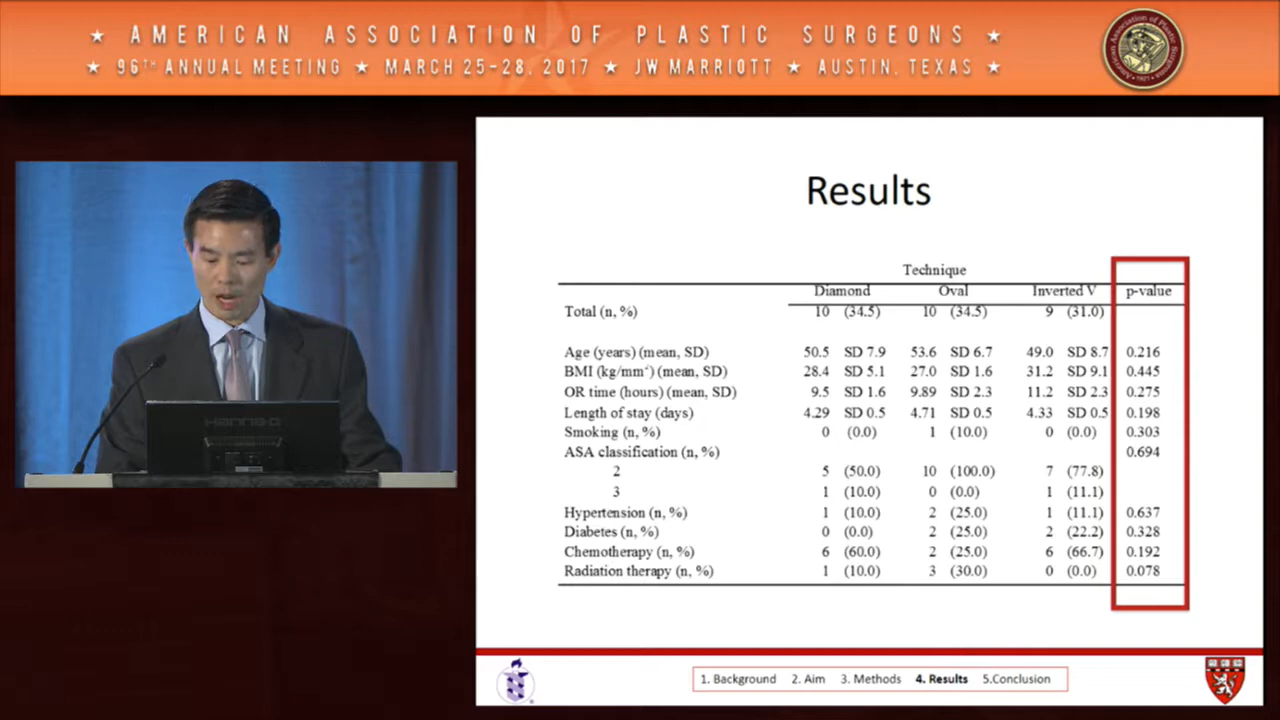 ★ AMERICAN ASSOCIATION OF PLASTIC SURGEONS ★
★ 96TH ANNUAL MEETING ★ MARCH 25-28, 2017 ★ JW MARRIOTT ★ AUSTIN, TEXAS ★
Results
Technique
Diamond Oval Inverted V p-value
Total (n, %) 10 (34.5) 10 (34.5) 9 (31.0)
Age (years) (mean, SD) 50.5 SD 7.9 53.6 SD 6.7 49.0 SD 8.7 0.216
BMI (kg/mm²) (mean, SD) 28.4 SD 5.1 27.0 SD 1.6 31.2 SD 9.1 0.445
OR time (hours) (mean, SD) 9.5 SD 1.6 9.89 SD 2.3 11.2 SD 2.3 0.275
Length of stay (days) 4.29 SD 0.5 4.71 SD 0.5 4.33 SD 0.5 0.198
Smoking (n, %) 0 (0.0) 1 (10.0) 0 (0.0) 0.303
ASA classification (n, %) 0.694
2 5 (50.0) 10 (100.0) 7 (77.8)
3 1 (10.0) 0 (0.0) 1 (11.1)
Hypertension (n, %) 1 (10.0) 2 (25.0) 1 (11.1) 0.637
Diabetes (n, %) 0 (0.0) 2 (25.0) 2 (22.2) 0.328
Chemotherapy (n, %) 6 (60.0) 2 (25.0) 6 (66.7) 0.192
Radiation therapy (n, %) 1 (10.0) 3 (30.0) 0 (0.0) 0.078
1. Background 2. Aim 3. Methods 4. Results 5.Conclusion